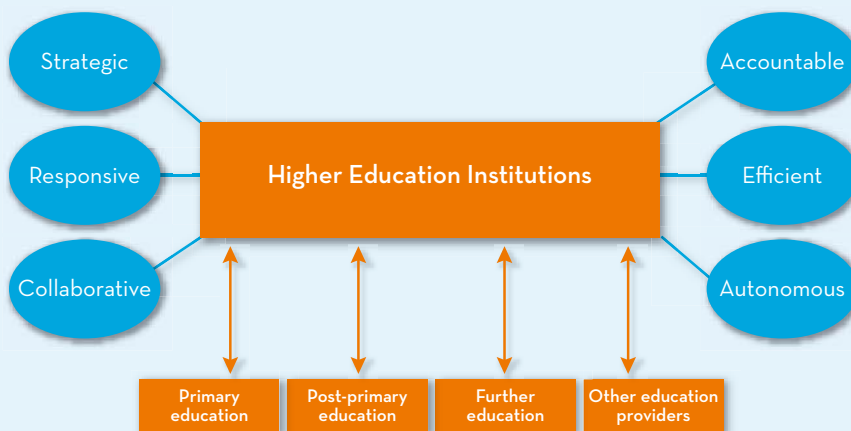 Strategic
Accountable
Higher Education Institutions
Responsive
Efficient
Collaborative
Autonomous
Primary
education
Post-primary
education
Further
education
Other education
providers